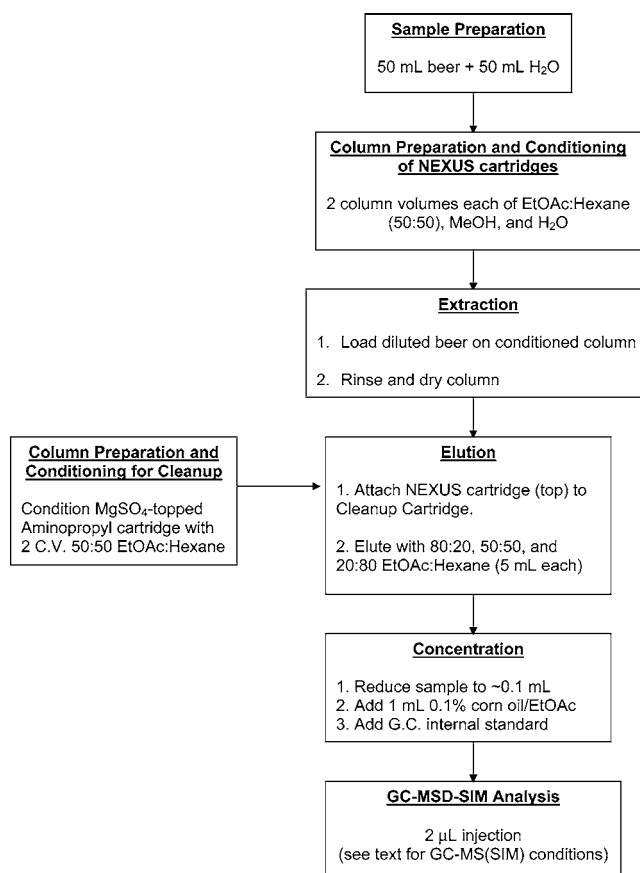 Sample Preparation
50 mL beer + 50 mL H₂O
Column Preparation and Conditioning
of NEXUS cartridges
2 column volumes each of EtOAc:Hexane
(50:50), MeOH, and H₂O
Extraction
1. Load diluted beer on conditioned column
2. Rinse and dry column
Column Preparation and
Conditioning for Cleanup
Condition MgSO₄-topped
Aminopropyl cartridge with
2 C.V. 50:50 EtOAc:Hexane
Elution
1. Attach NEXUS cartridge (top) to
Cleanup Cartridge.
2. Elute with 80:20, 50:50, and
20:80 EtOAc:Hexane (5 mL each)
Concentration
1. Reduce sample to ~0.1 mL
2. Add 1 mL 0.1% corn oil/EtOAc
3. Add G.C. internal standard
GC-MSD-SIM Analysis
2 µL injection
(see text for GC-MS(SIM) conditions)